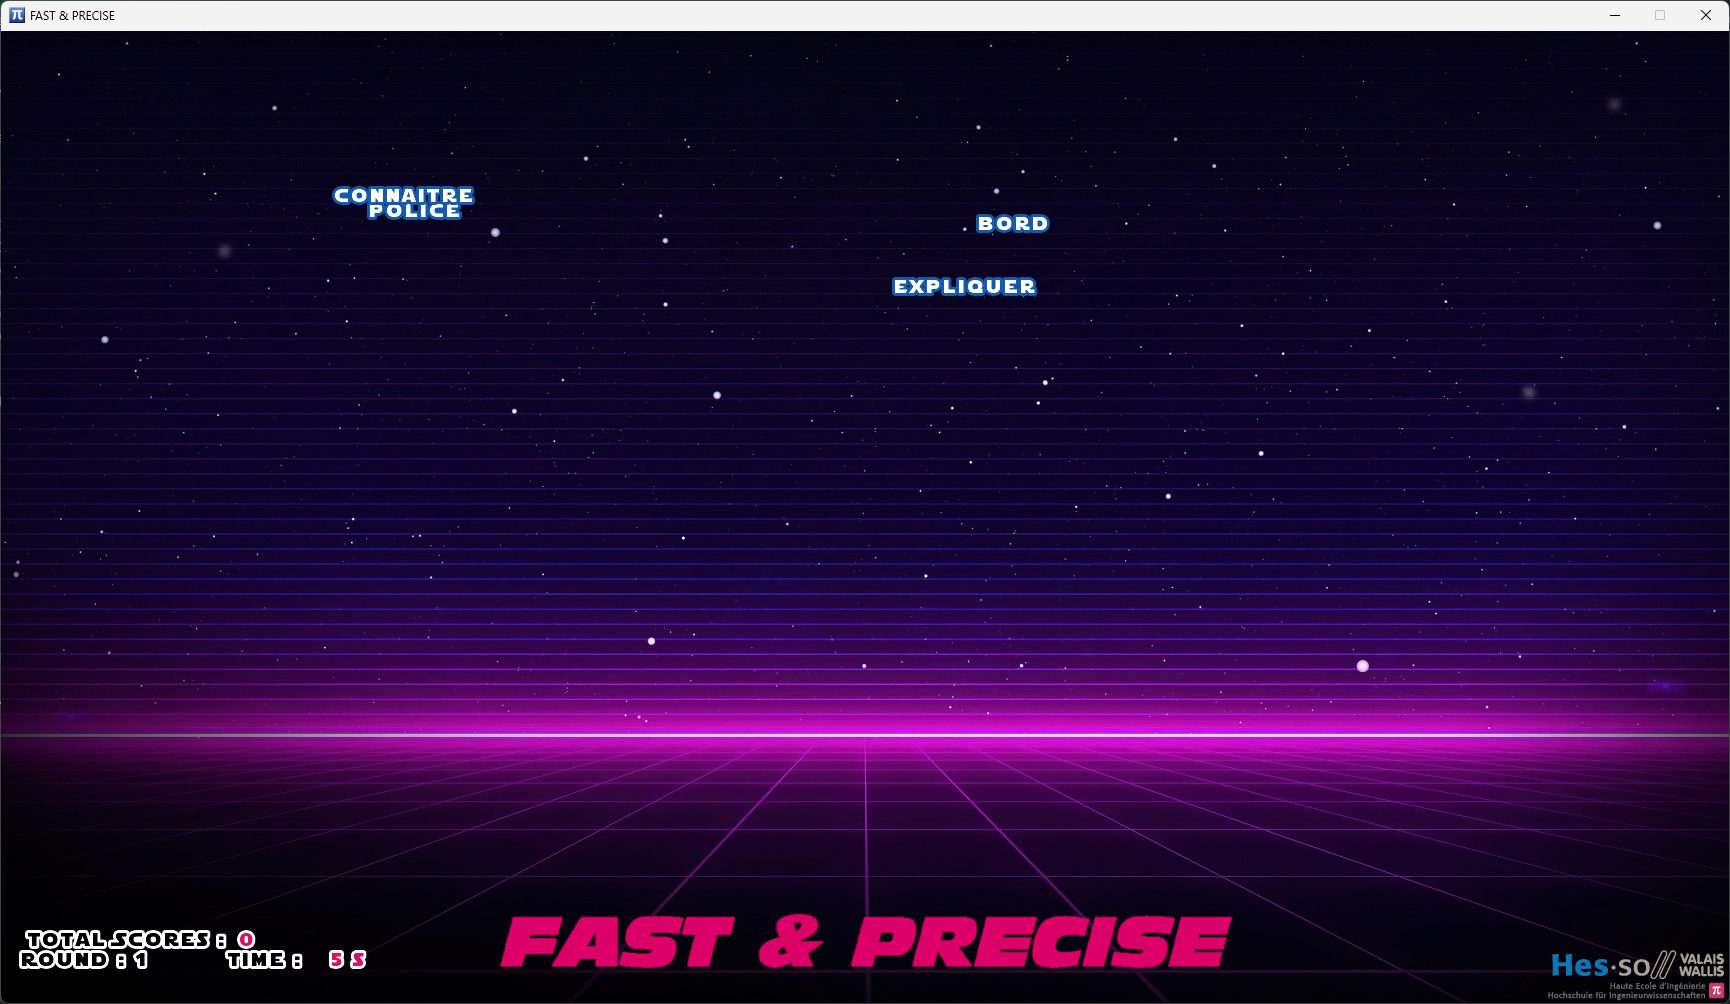 FAST & PRECISE
CONNAITRE
POLICE
BORD
EXPLIQUER
TOTAL SCORES : 0
ROUND : 1 TIME : 5 S
FAST & PRECISE
Hes·so VALAIS
WALLIS
Haute Ecole d'Ingénierie
Hochschule für Ingenieurwissenschaften
π